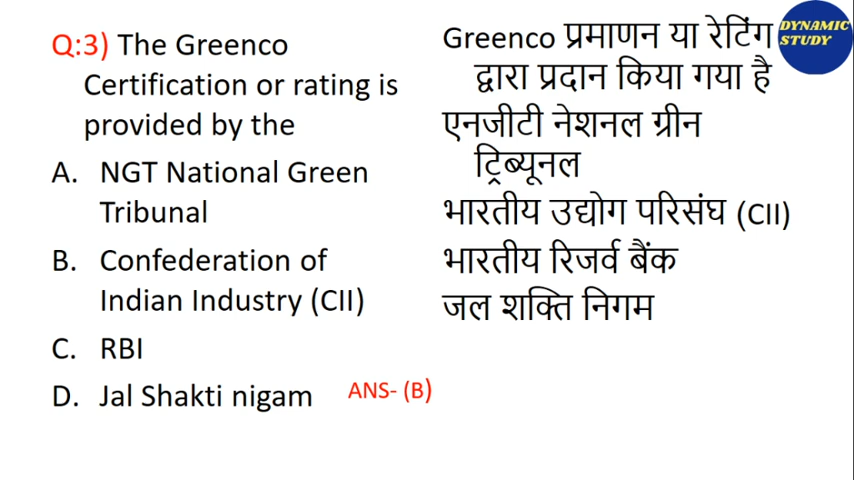 Q:3) The Greenco
Certification or rating is
provided by the
A. NGT National Green
Tribunal
B. Confederation of
Indian Industry (CII)
C. RBI
D. Jal Shakti nigam
ANS- (B)
Greenco प्रमाणन या रेटिंग
द्वारा प्रदान किया गया है
एनजीटी नेशनल ग्रीन
ट्रिब्यूनल
भारतीय उद्योग परिसंघ (CII)
भारतीय रिजर्व बैंक
जल शक्ति निगम
DYNAMIC
STUDY